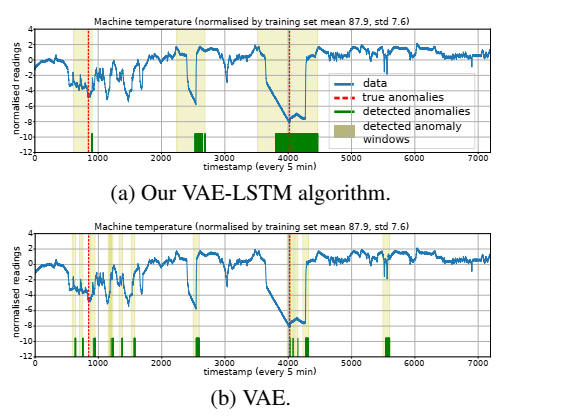 Machine temperature (normalised by training set mean 87.9, std 7.6)
normalised readings
4
2
0
-2
-4
-6
-8
-10
-12
data
true anomalies
detected anomalies
detected anomaly
windows
0 1000 2000 3000 4000 5000 6000 7000
timestamp (every 5 min)
(a) Our VAE-LSTM algorithm.
Machine temperature (normalised by training set mean 87.9, std 7.6)
normalised readings
4
2
0
-2
-4
-6
-8
-10
-12
0 1000 2000 3000 4000 5000 6000 7000
timestamp (every 5 min)
(b) VAE.